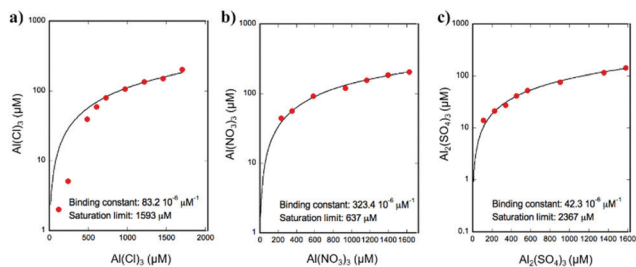 a)
1000
100
10
1
Al(Cl)₃ (µM)
Binding constant: 83.2 10⁻⁶ µM⁻¹
Saturation limit: 1593 µM
0 500 1000 1500 2000
Al(Cl)₃ (µM)
b)
1000
100
10
1
Al(NO₃)₃ (µM)
Binding constant: 323.4 10⁻⁶ µM⁻¹
Saturation limit: 637 µM
0 200 400 600 800 1000 1200 1400 1600
Al(NO₃)₃ (µM)
c)
1000
100
10
1
0.1
Al₂(SO₄)₃ (µM)
Binding constant: 42.3 10⁻⁶ µM⁻¹
Saturation limit: 2367 µM
0 200 400 600 800 1000 1200 1400 1600
Al₂(SO₄)₃ (µM)